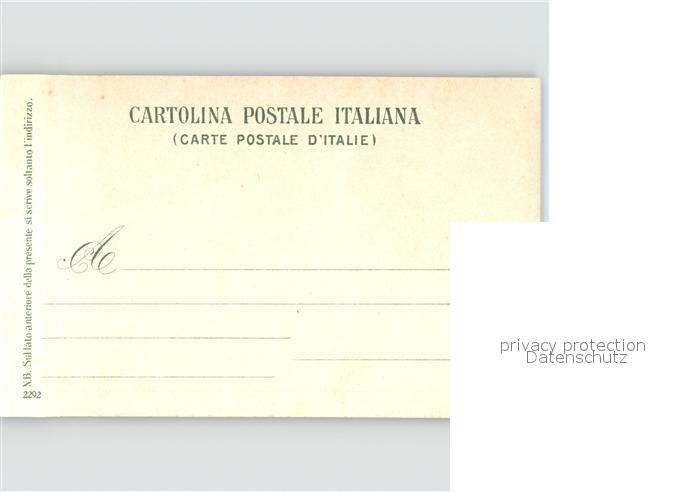 CARTOLINA POSTALE ITALIANA
(CARTE POSTALE D'ITALIE)
N.B. Sul lato anteriore della presente si scrive soltanto l'indirizzo.
A
2292
privacy protection
Datenschutz